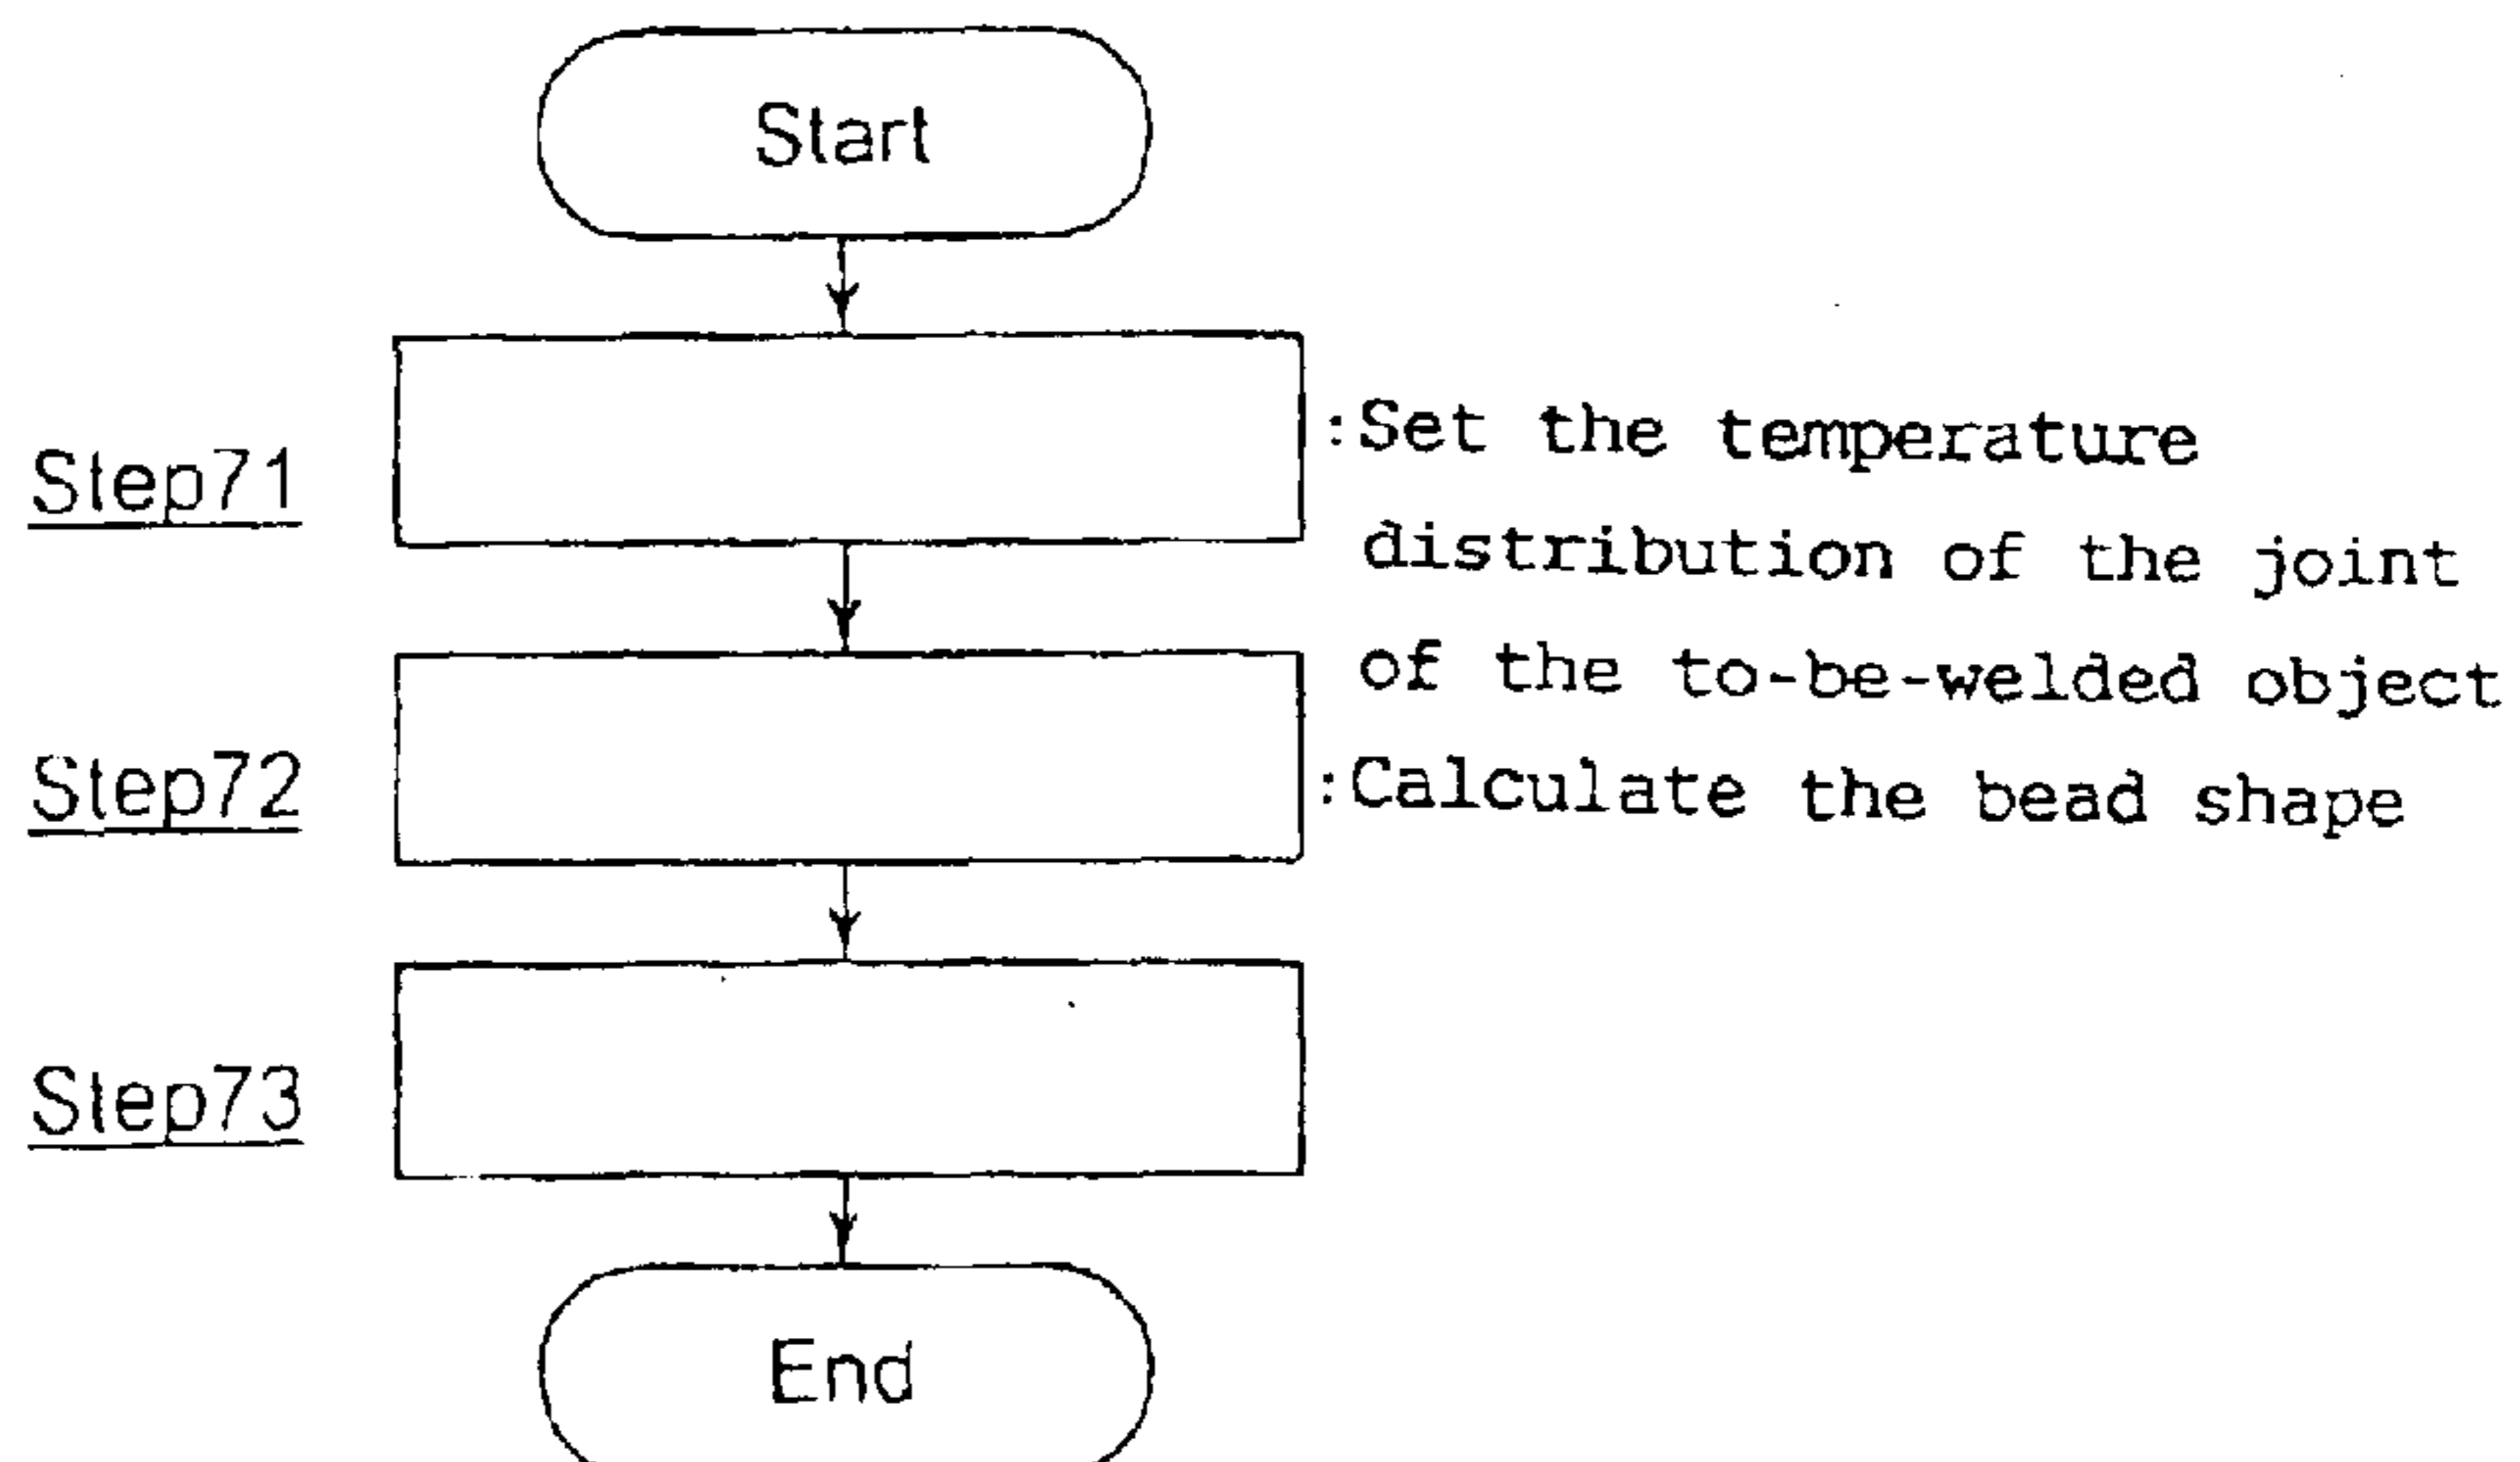 Start
Step71
:Set the temperature
distribution of the joint
of the to-be-welded object
Step72
:Calculate the bead shape
Step73
End